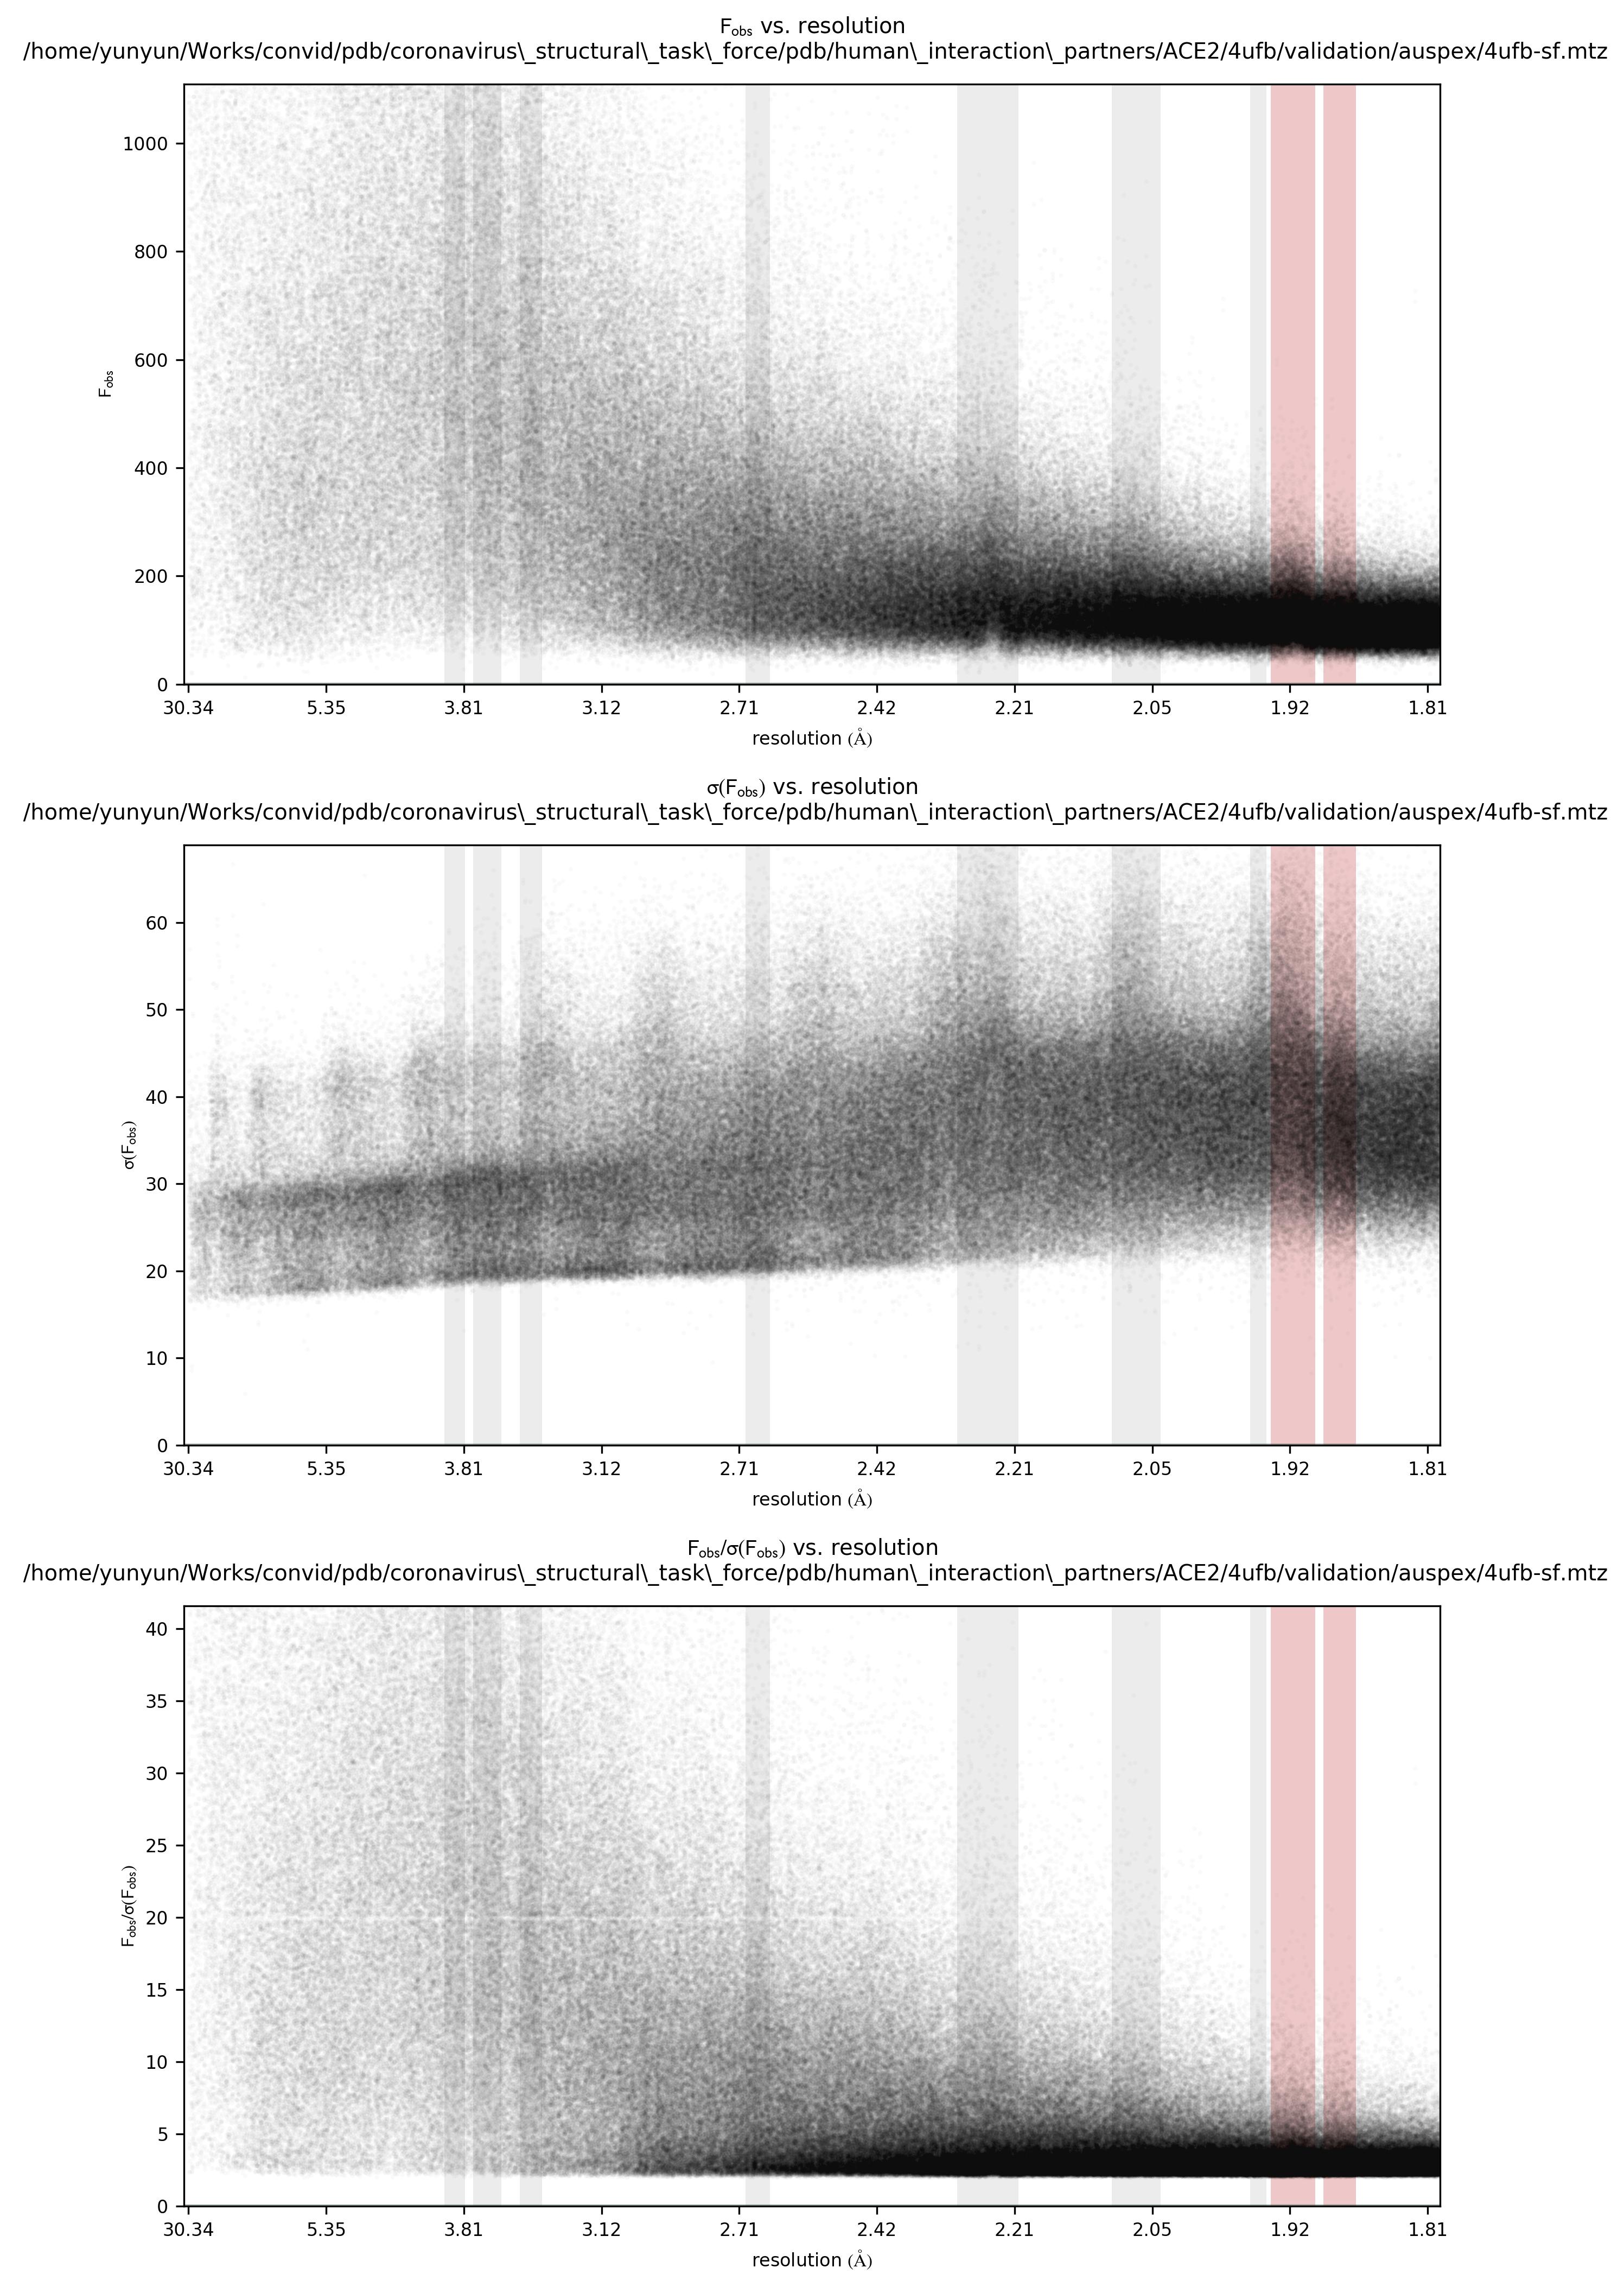 Fobs vs. resolution
/home/yunyun/Works/convid/pdb/coronavirus\_structural\_task\_force/pdb/human\_interaction\_partners/ACE2/4ufb/validation/auspex/4ufb-sf.mtz
1000
800
600
400
200
0
Fobs
30.34 5.35 3.81 3.12 2.71 2.42 2.21 2.05 1.92 1.81
resolution (Å)
σ(Fobs) vs. resolution
/home/yunyun/Works/convid/pdb/coronavirus\_structural\_task\_force/pdb/human\_interaction\_partners/ACE2/4ufb/validation/auspex/4ufb-sf.mtz
60
50
40
30
20
10
0
σ(Fobs)
30.34 5.35 3.81 3.12 2.71 2.42 2.21 2.05 1.92 1.81
resolution (Å)
Fobs/σ(Fobs) vs. resolution
/home/yunyun/Works/convid/pdb/coronavirus\_structural\_task\_force/pdb/human\_interaction\_partners/ACE2/4ufb/validation/auspex/4ufb-sf.mtz
40
35
30
25
20
15
10
5
0
Fobs/σ(Fobs)
30.34 5.35 3.81 3.12 2.71 2.42 2.21 2.05 1.92 1.81
resolution (Å)